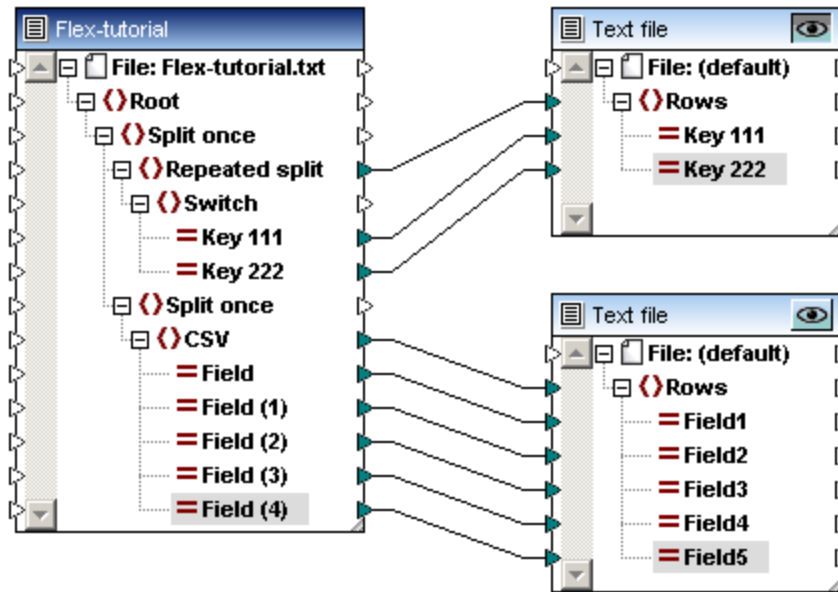 Flex-tutorial
File: Flex-tutorial.txt
Root
Split once
Repeated split
Switch
Key 111
Key 222
Split once
CSV
Field
Field (1)
Field (2)
Field (3)
Field (4)
Text file
File: (default)
Rows
Key 111
Key 222
Text file
File: (default)
Rows
Field1
Field2
Field3
Field4
Field5